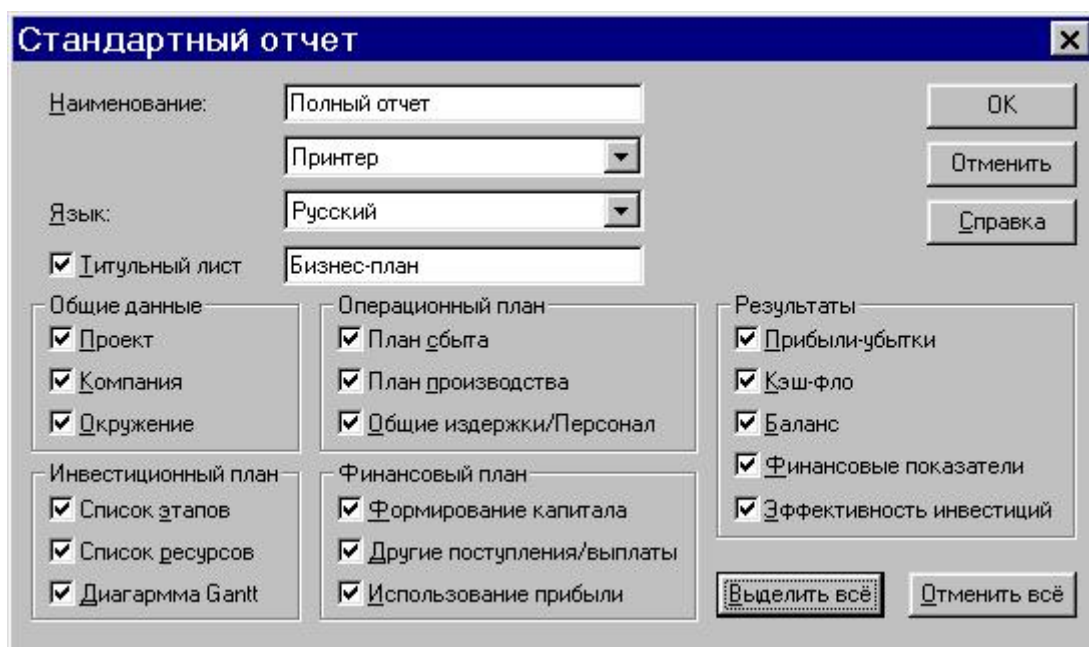 Стандартный отчет
Наименование:
Полный отчет
OK
Принтер
Отменить
Язык:
Русский
Справка
Титульный лист
Бизнес-план
Общие данные
Проект
Компания
Окружение
Операционный план
План сбыта
План производства
Общие издержки/Персонал
Результаты
Прибыли-убытки
Кэш-фло
Баланс
Финансовые показатели
Эффективность инвестиций
Инвестиционный план
Список этапов
Список ресурсов
Диагармма Gantt
Финансовый план
Формирование капитала
Другие поступления/выплаты
Использование прибыли
Выделить всё
Отменить всё